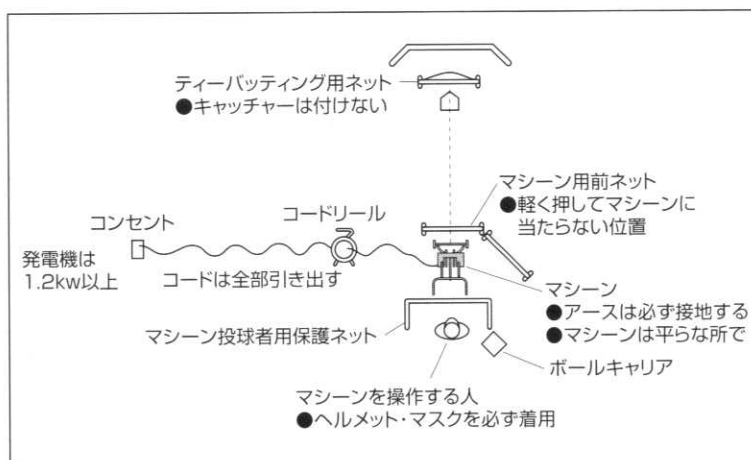 ティーバッティング用ネット
●キャッチャーは付けない
マシーン用前ネット
●軽く押してマシーンに
当たらない位置
コンセント
コードリール
発電機は
1.2kw以上
コードは全部引き出す
マシーン
●アースは必ず接地する
●マシーンは平らな所で
マシーン投球者用保護ネット
ボールキャリア
マシーンを操作する人
●ヘルメット・マスクを必ず着用